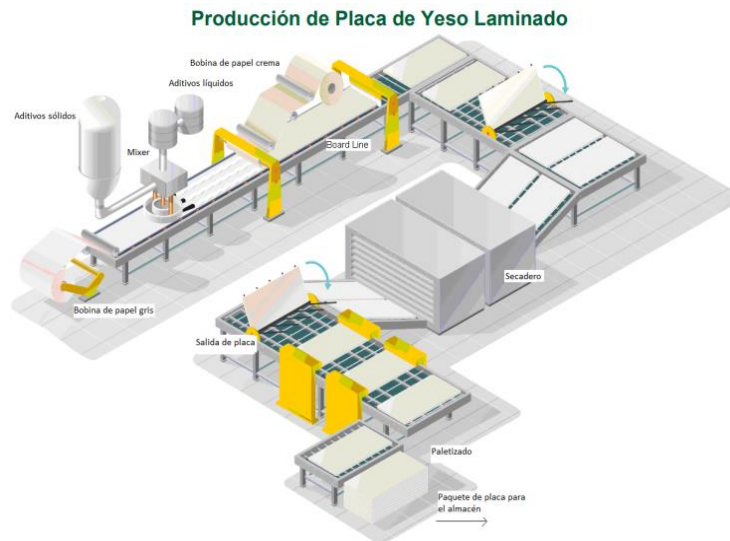 Producción de Placa de Yeso Laminado
Bobina de papel crema
Aditivos líquidos
Aditivos sólidos
Mixer
Board Line
Secadero
Bobina de papel gris
Salida de placa
Paletizado
Paquete de placa para
el almacén